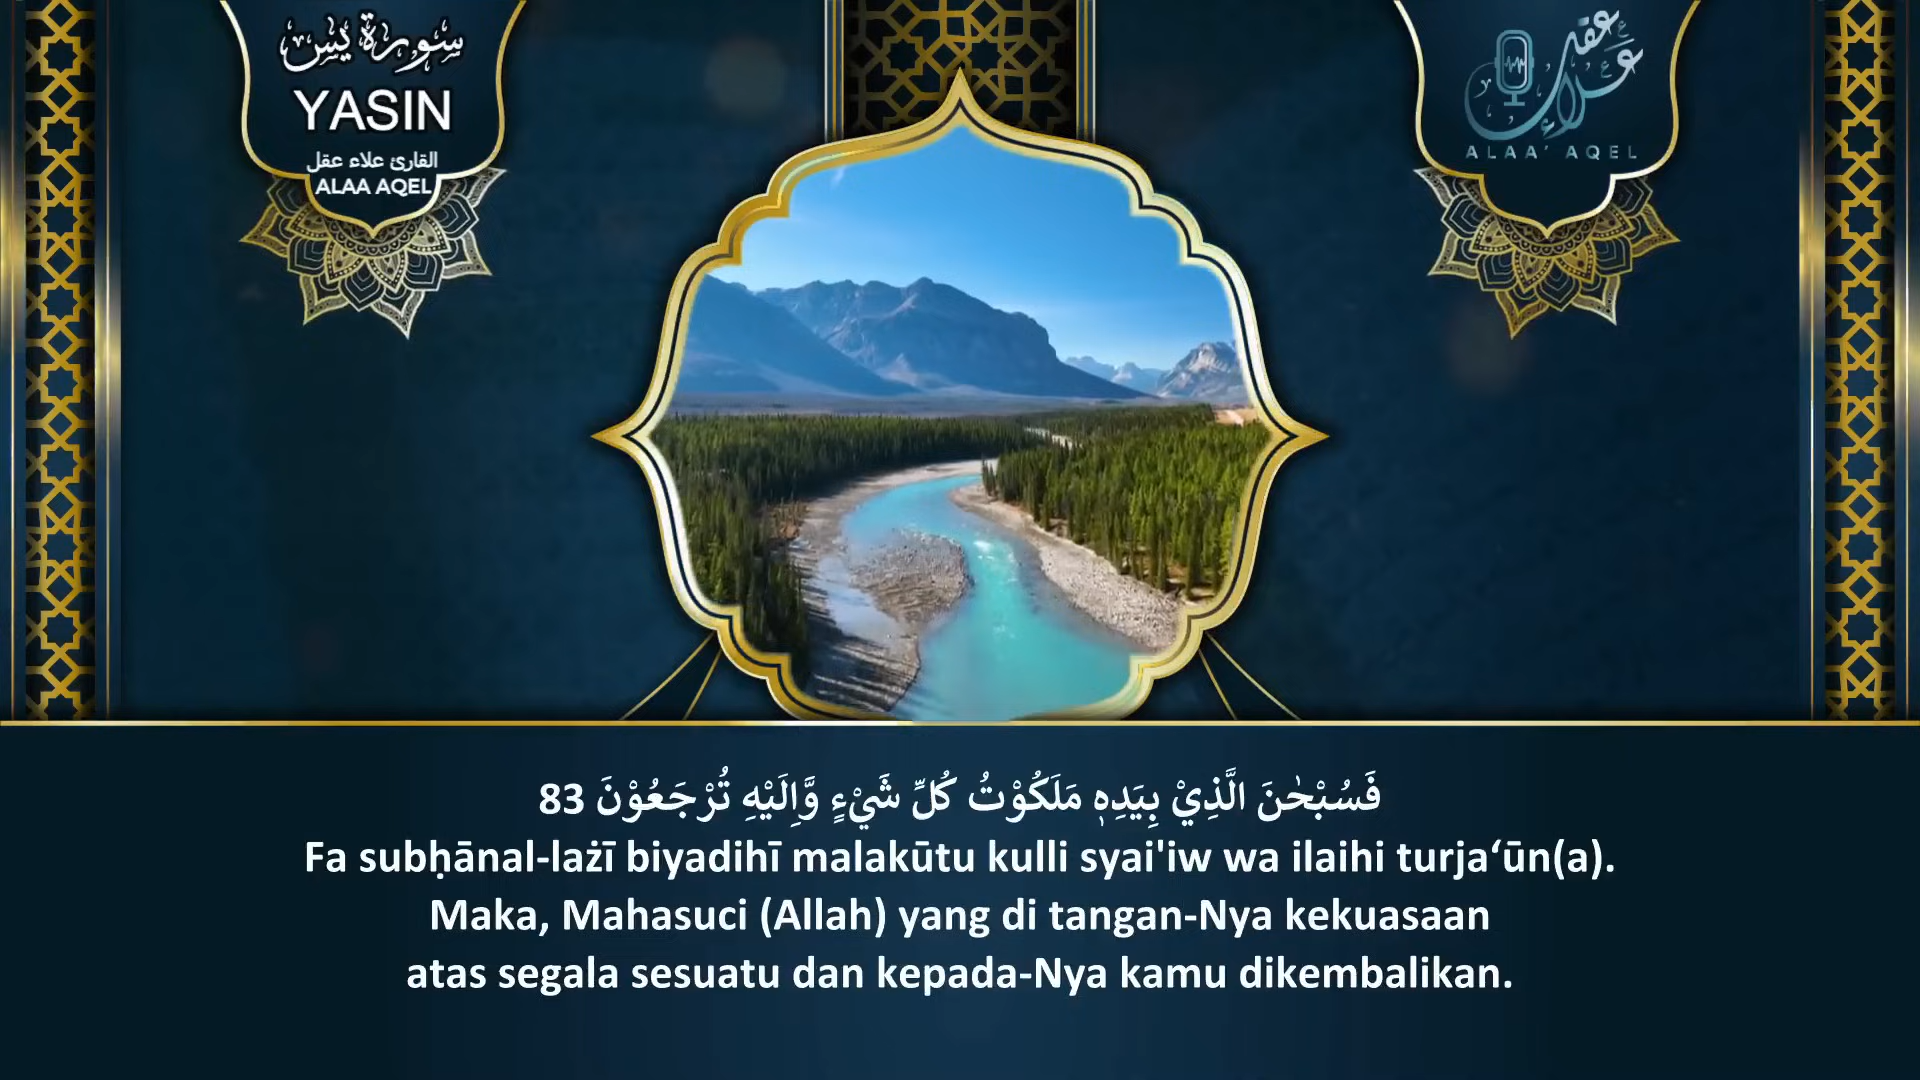 سورة يس
YASIN
القارئ علاء عقل
ALAA AQEL
علاء عقل
ALAA' AQEL
فَسُبْحٰنَ الَّذِيْ بِيَدِهٖ مَلَكُوْتُ كُلِّ شَيْءٍ وَّاِلَيْهِ تُرْجَعُوْنَ 83
Fa subḥānal-lażī biyadihī malakūtu kulli syai'iw wa ilaihi turja‘ūn(a).
Maka, Mahasuci (Allah) yang di tangan-Nya kekuasaan
atas segala sesuatu dan kepada-Nya kamu dikembalikan.